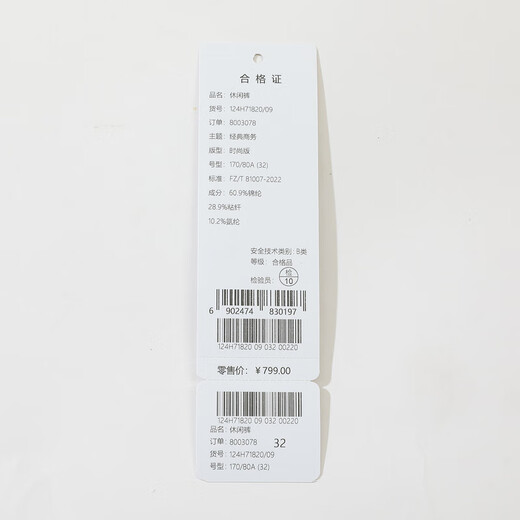 合格证
品名: 休闲裤
货号: 124H71820/09
订单: 8003078
主题: 经典商务
版型: 时尚版
号型: 170/80A (32)
标准: FZ/T 81007-2022
成分: 60.9%锦纶
28.9%粘纤
10.2%氨纶
安全技术类别: B类
等级: 合格品
检验员: 检 10
6 902474 830197
124H71820 09 032 00220
零售价: ¥799.00
124H71820 09 032 00220
品名: 休闲裤
订单: 8003078 32
货号: 124H71820/09
号型: 170/80A (32)